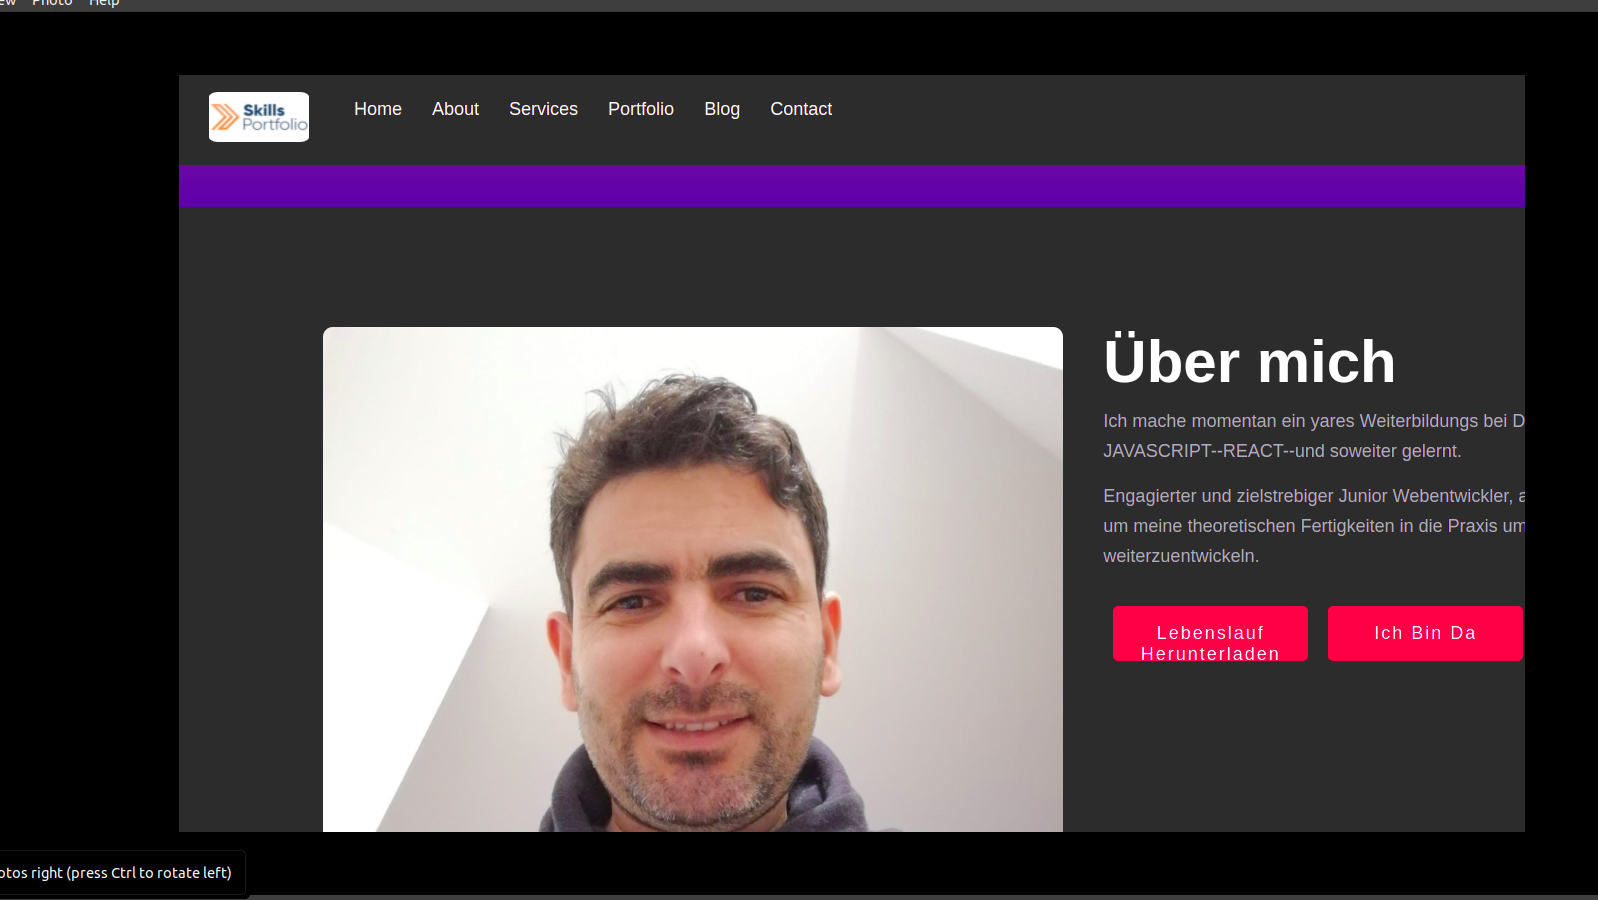 Photo Help
Skills
Portfolio
Home About Services Portfolio Blog Contact
Über mich
Ich mache momentan ein yares Weiterbildungs bei D
JAVASCRIPT--REACT--und soweiter gelernt.
Engagierter und zielstrebiger Junior Webentwickler, a
um meine theoretischen Fertigkeiten in die Praxis um
weiterzuentwickeln.
Lebenslauf
Herunterladen
Ich Bin Da
otos right (press Ctrl to rotate left)